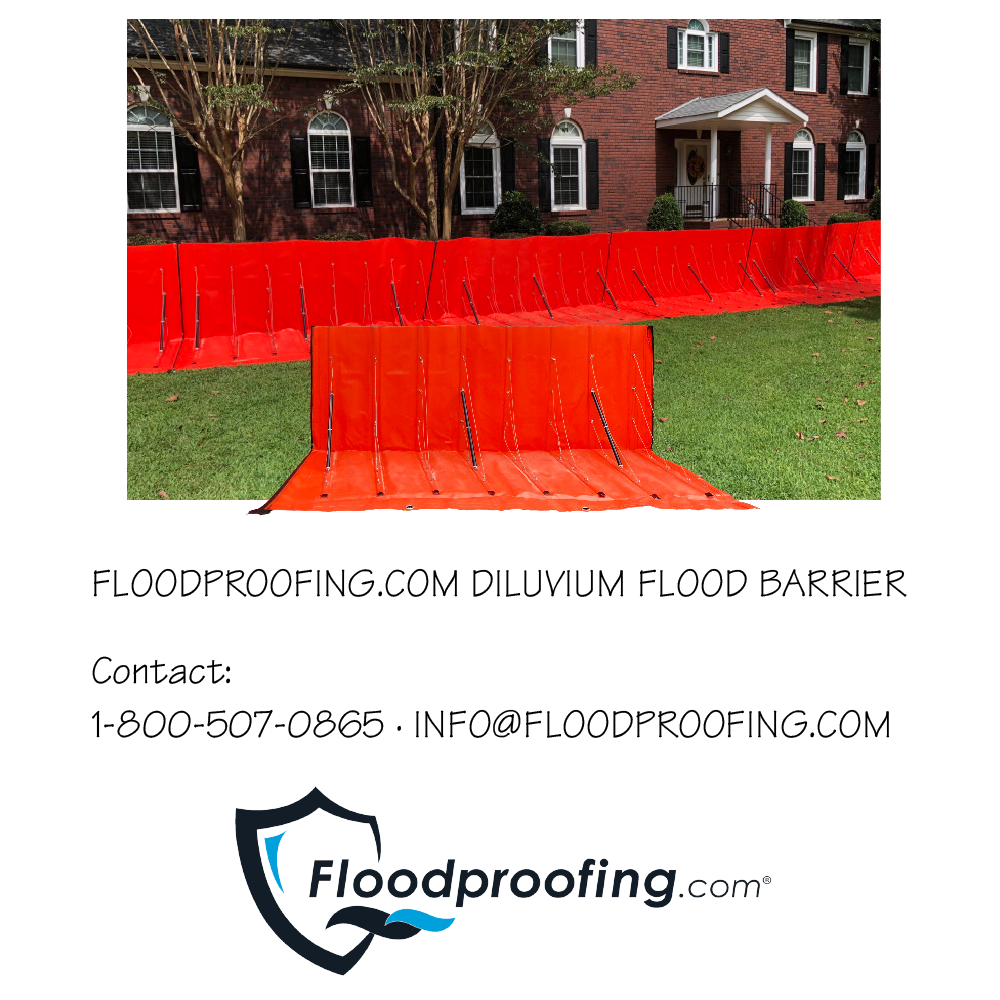 FLOODPROOFING.COM DILUVIUM FLOOD BARRIER
Contact:
1-800-507-0865 · INFO@FLOODPROOFING.COM
Floodproofing.com®